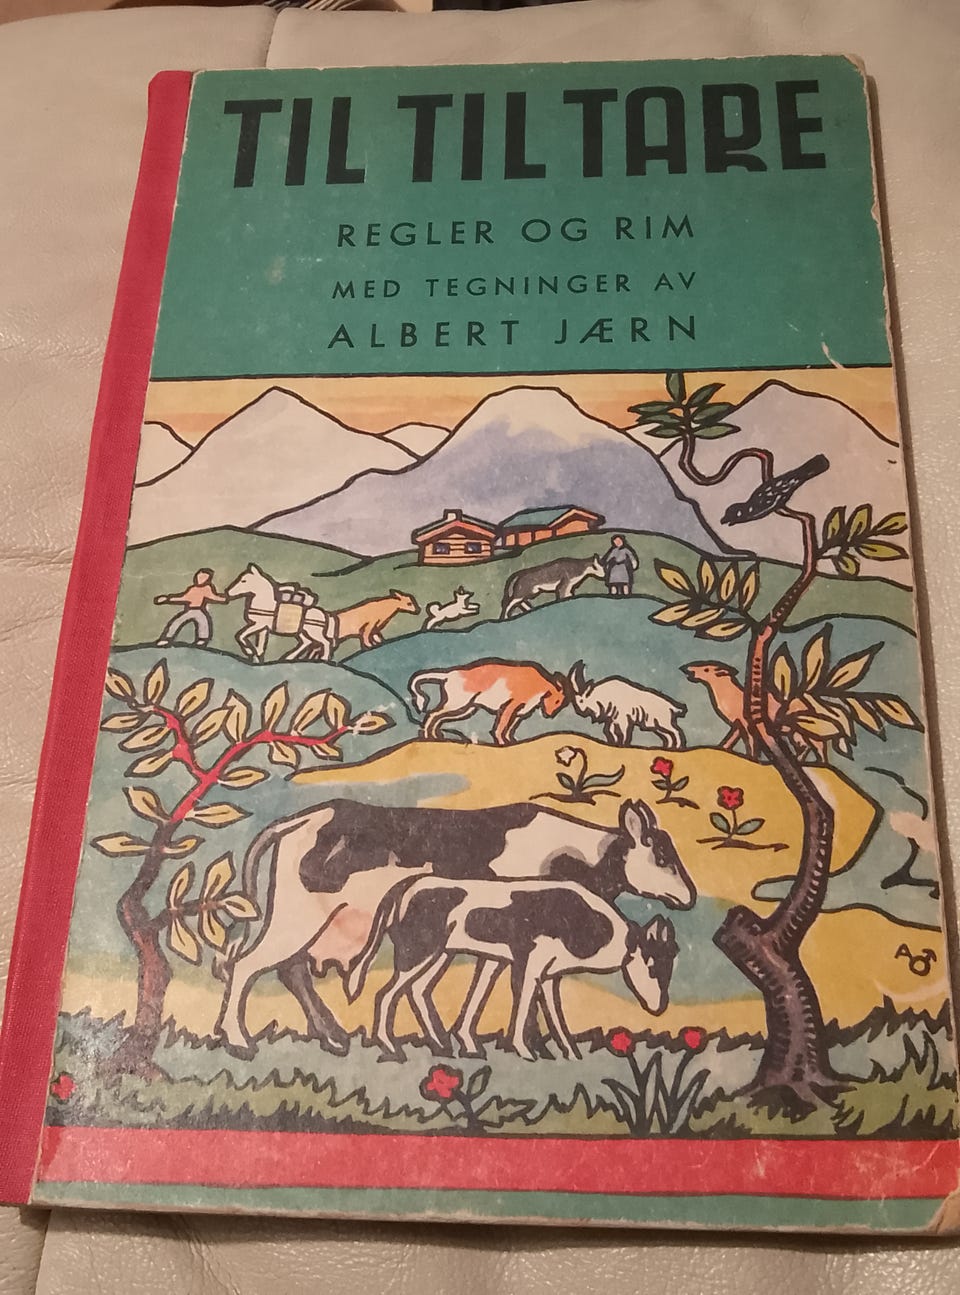 TIL TIL TARE
REGLER OG RIM
MED TEGNINGER AV
ALBERT JÆRN